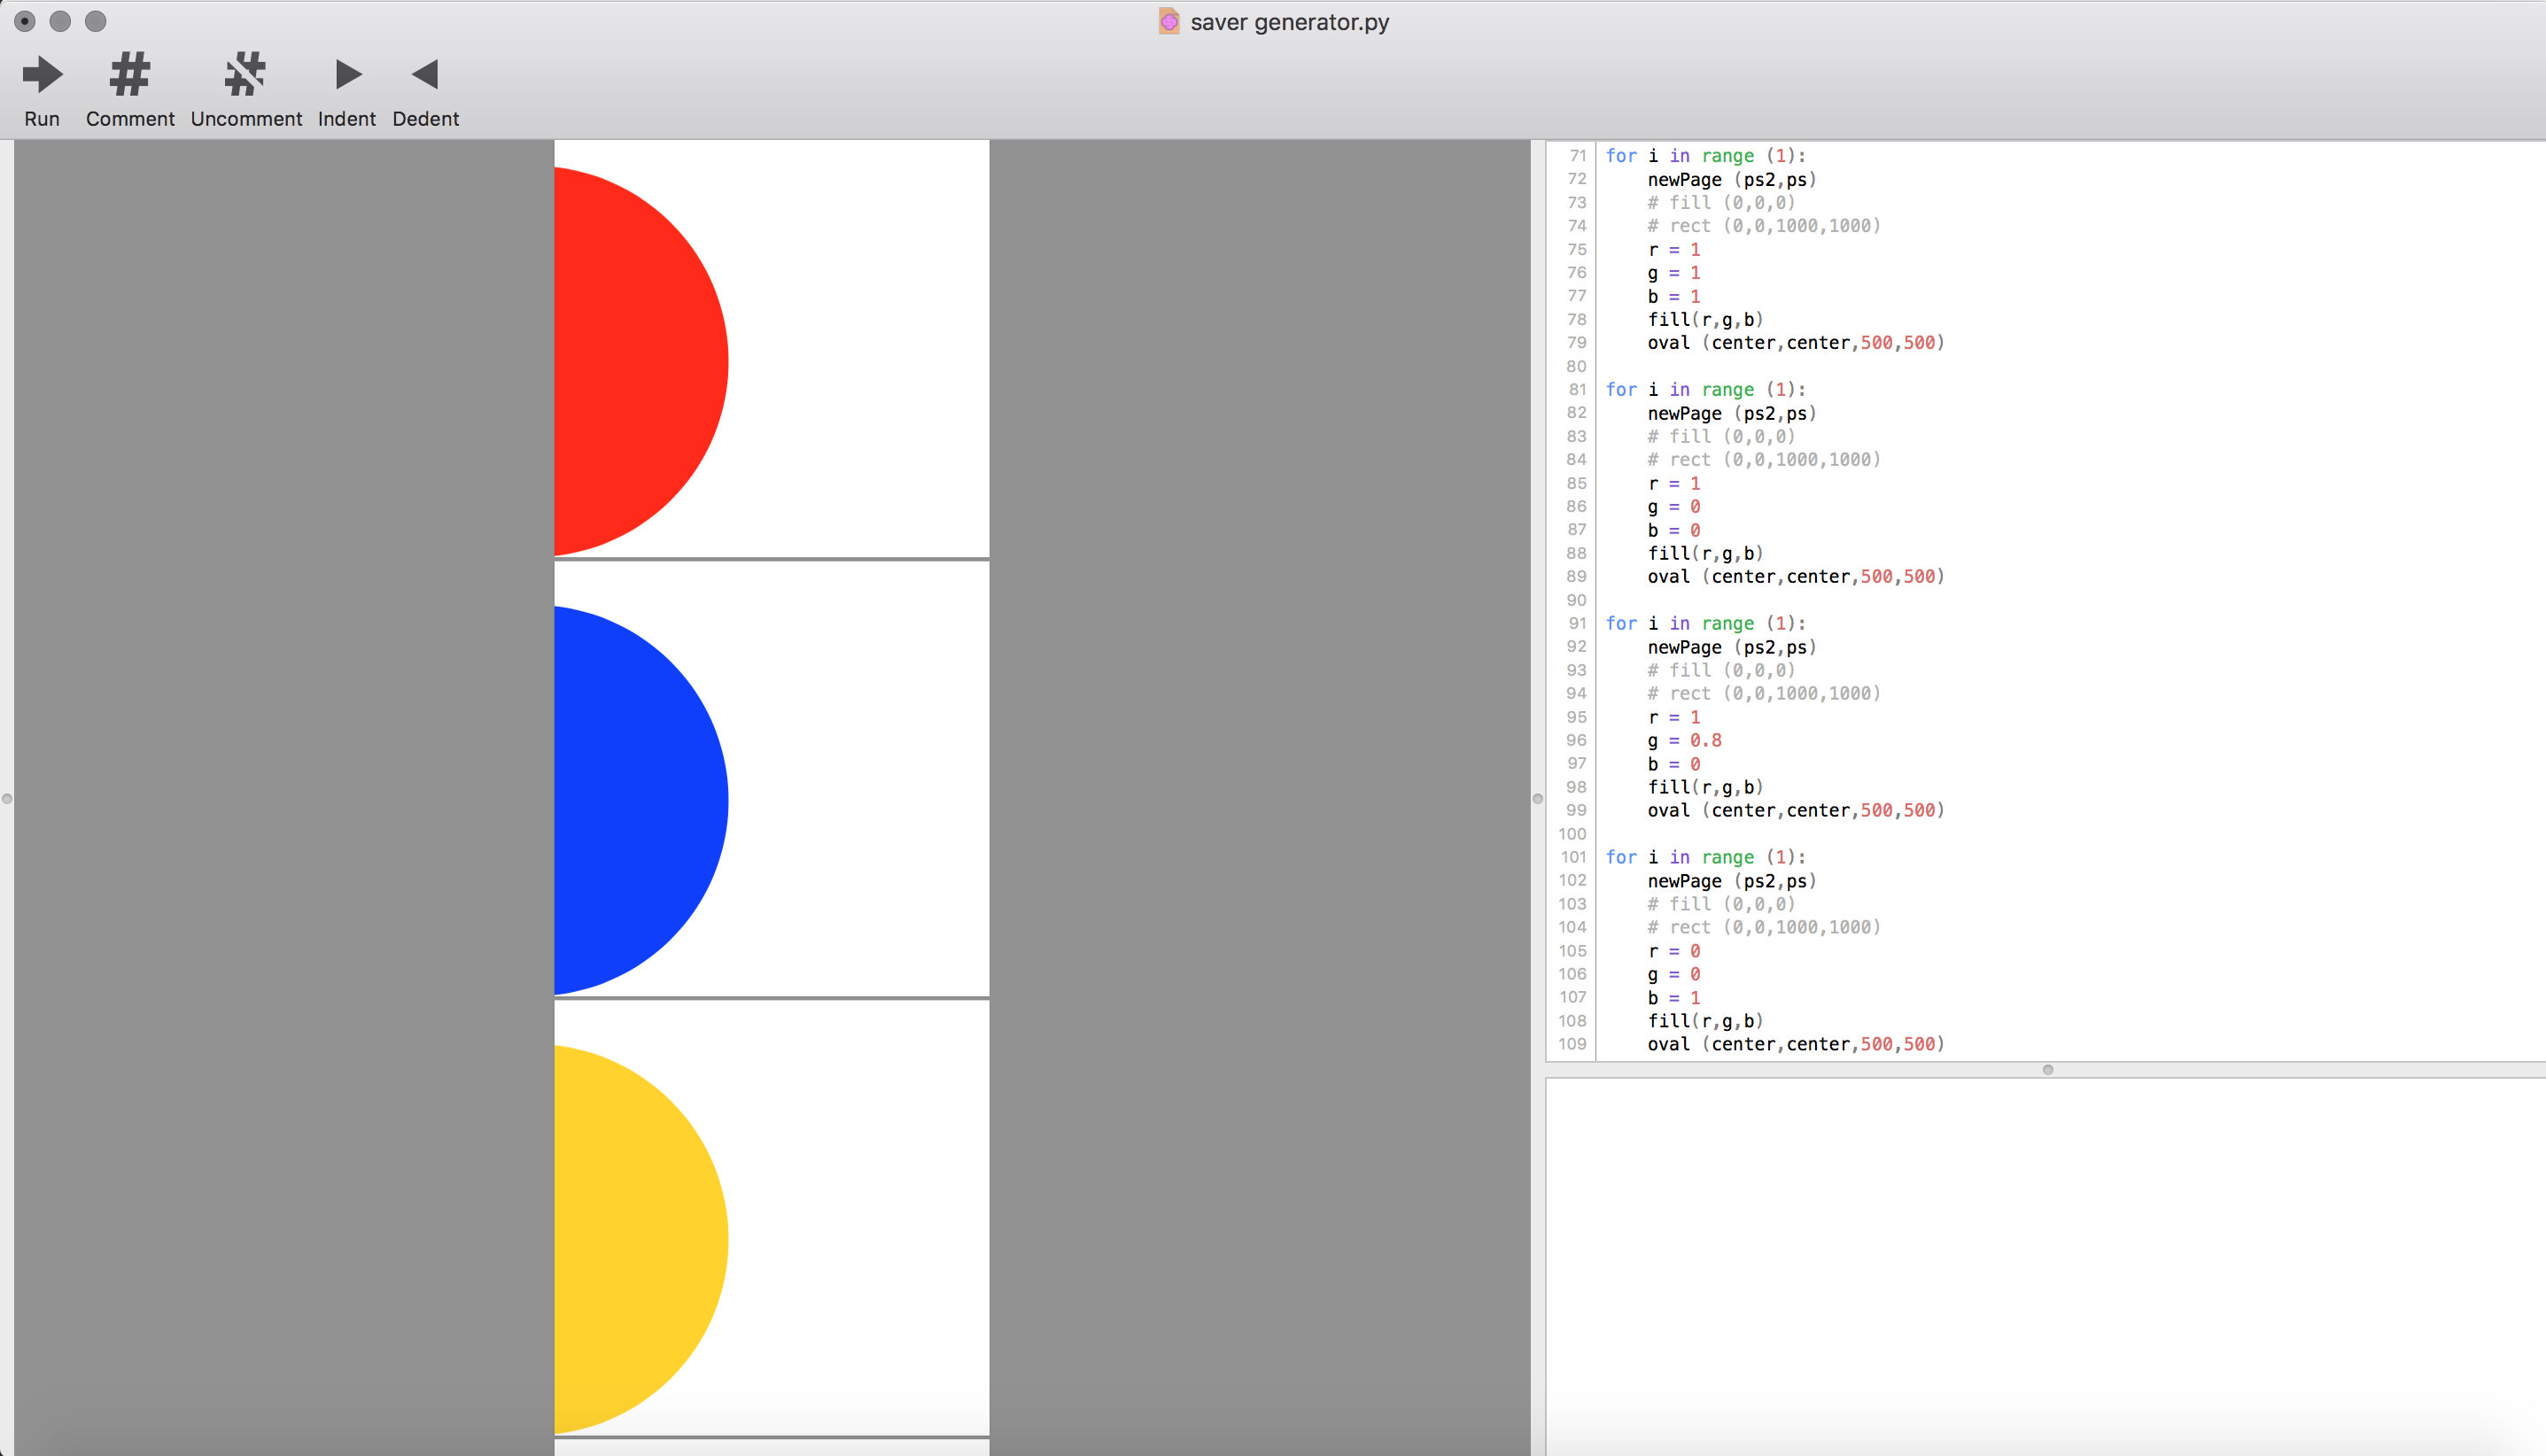 saver generator.py
Run Comment Uncomment Indent Dedent
71 for i in range (1):
72     newPage (ps2,ps)
73     # fill (0,0,0)
74     # rect (0,0,1000,1000)
75     r = 1
76     g = 1
77     b = 1
78     fill(r,g,b)
79     oval (center,center,500,500)
80
81 for i in range (1):
82     newPage (ps2,ps)
83     # fill (0,0,0)
84     # rect (0,0,1000,1000)
85     r = 1
86     g = 0
87     b = 0
88     fill(r,g,b)
89     oval (center,center,500,500)
90
91 for i in range (1):
92     newPage (ps2,ps)
93     # fill (0,0,0)
94     # rect (0,0,1000,1000)
95     r = 1
96     g = 0.8
97     b = 0
98     fill(r,g,b)
99     oval (center,center,500,500)
100
101 for i in range (1):
102     newPage (ps2,ps)
103     # fill (0,0,0)
104     # rect (0,0,1000,1000)
105     r = 0
106     g = 0
107     b = 1
108     fill(r,g,b)
109     oval (center,center,500,500)